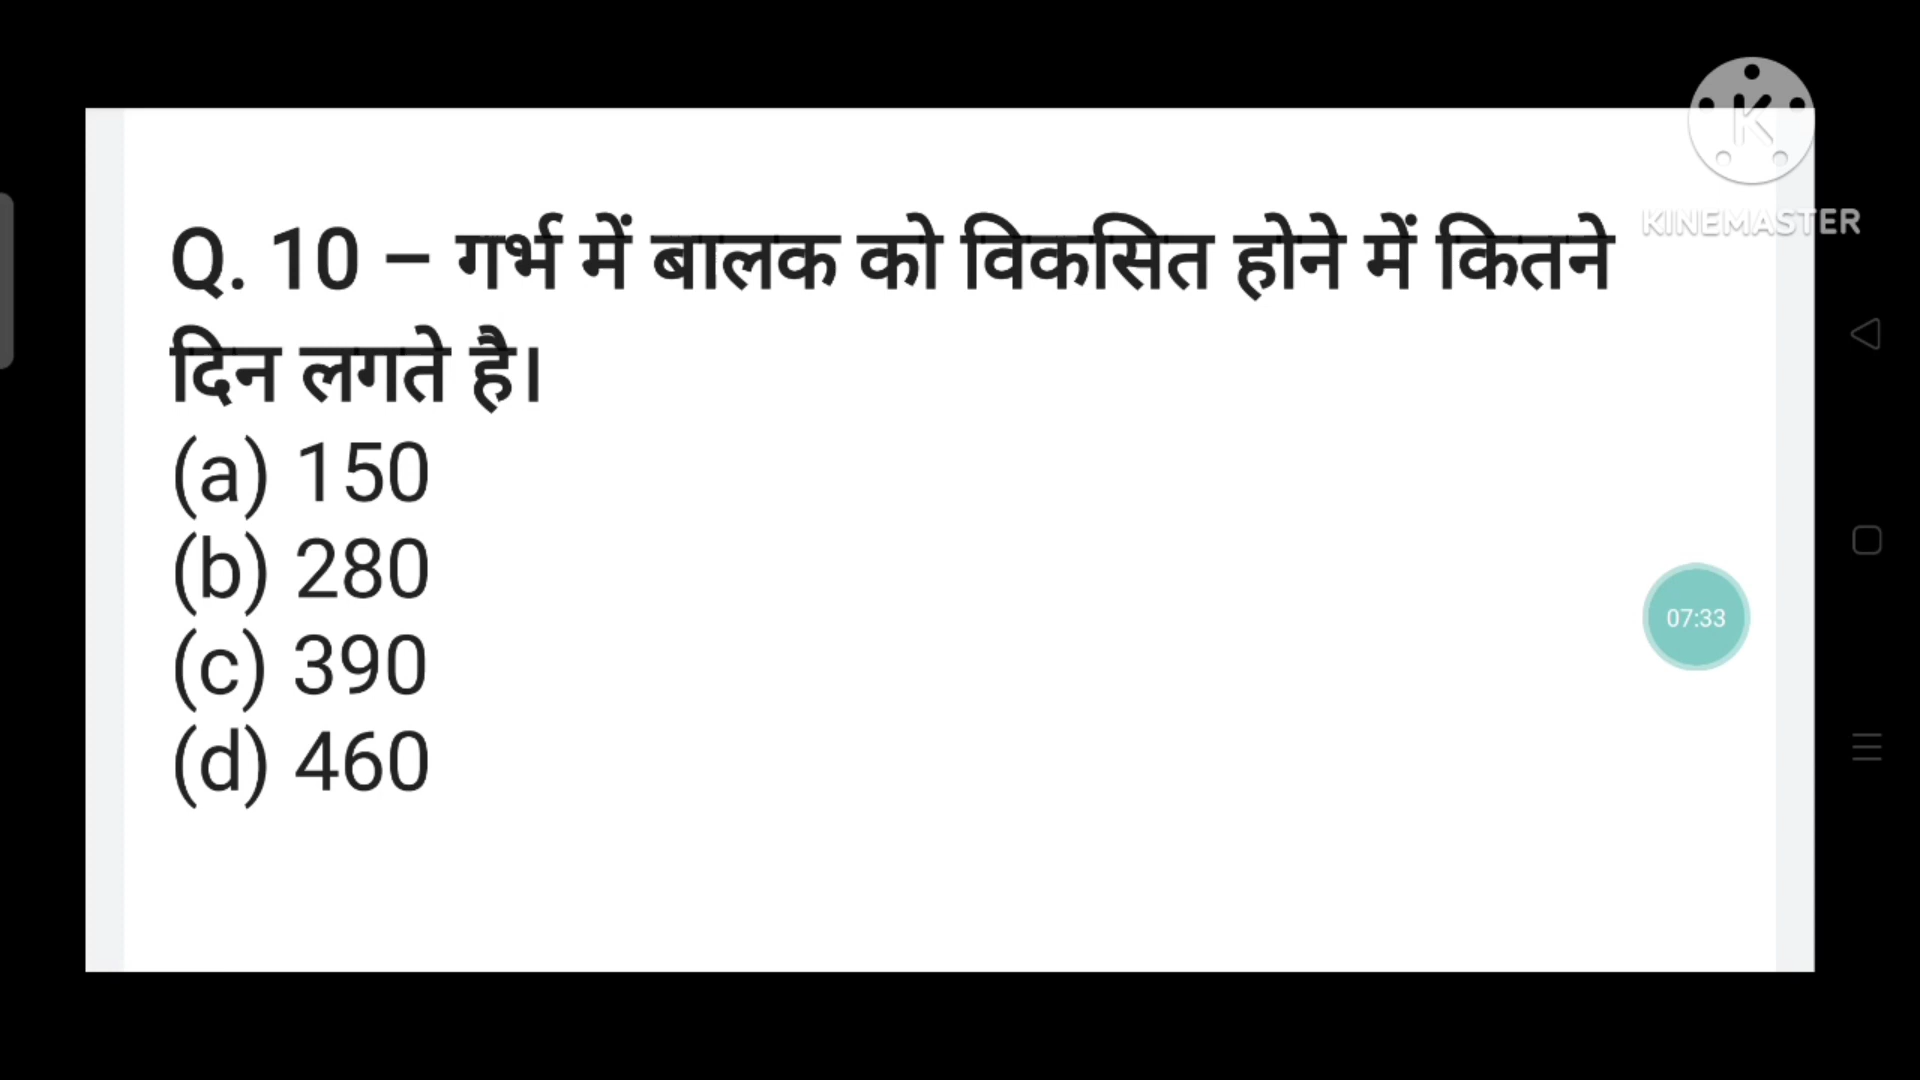 KINEMASTER
Q. 10 – गर्भ में बालक को विकसित होने में कितने
दिन लगते है।
(a) 150
(b) 280
(c) 390
(d) 460
07:33